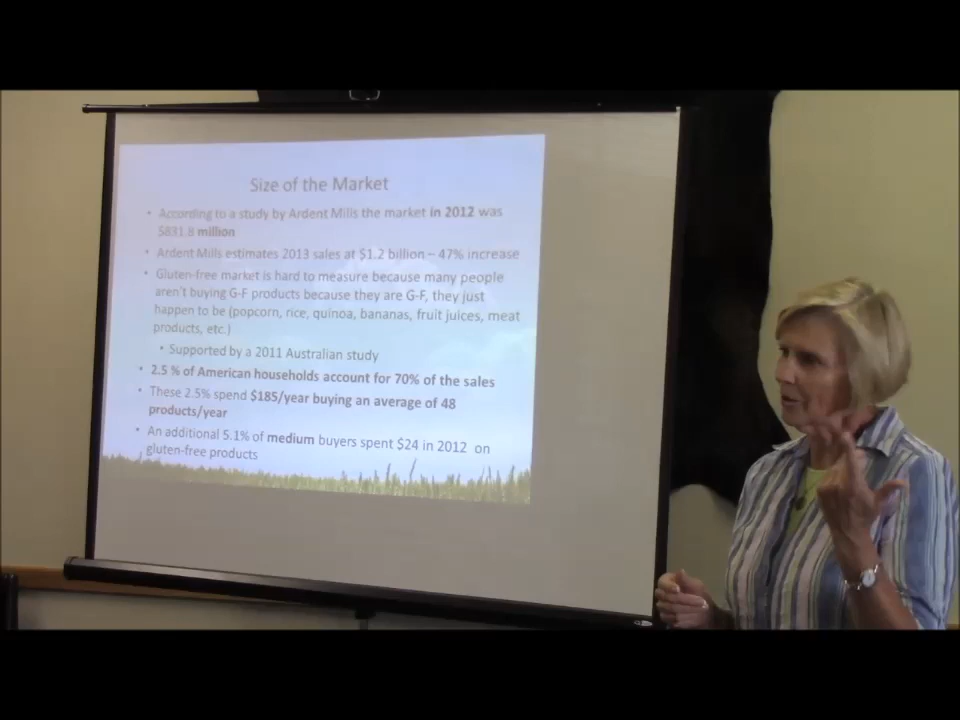 Size of the Market
• According to a study by Ardent Mills the market in 2012 was
$831.8 million
• Ardent Mills estimates 2013 sales at $1.2 billion – 47% increase
• Gluten-free market is hard to measure because many people
aren't buying G-F products because they are G-F, they just
happen to be (popcorn, rice, quinoa, bananas, fruit juices, meat
products, etc.)
• Supported by a 2011 Australian study
• 2.5 % of American households account for 70% of the sales
• These 2.5% spend $185/year buying an average of 48
products/year
• An additional 5.1% of medium buyers spent $24 in 2012 on
gluten-free products